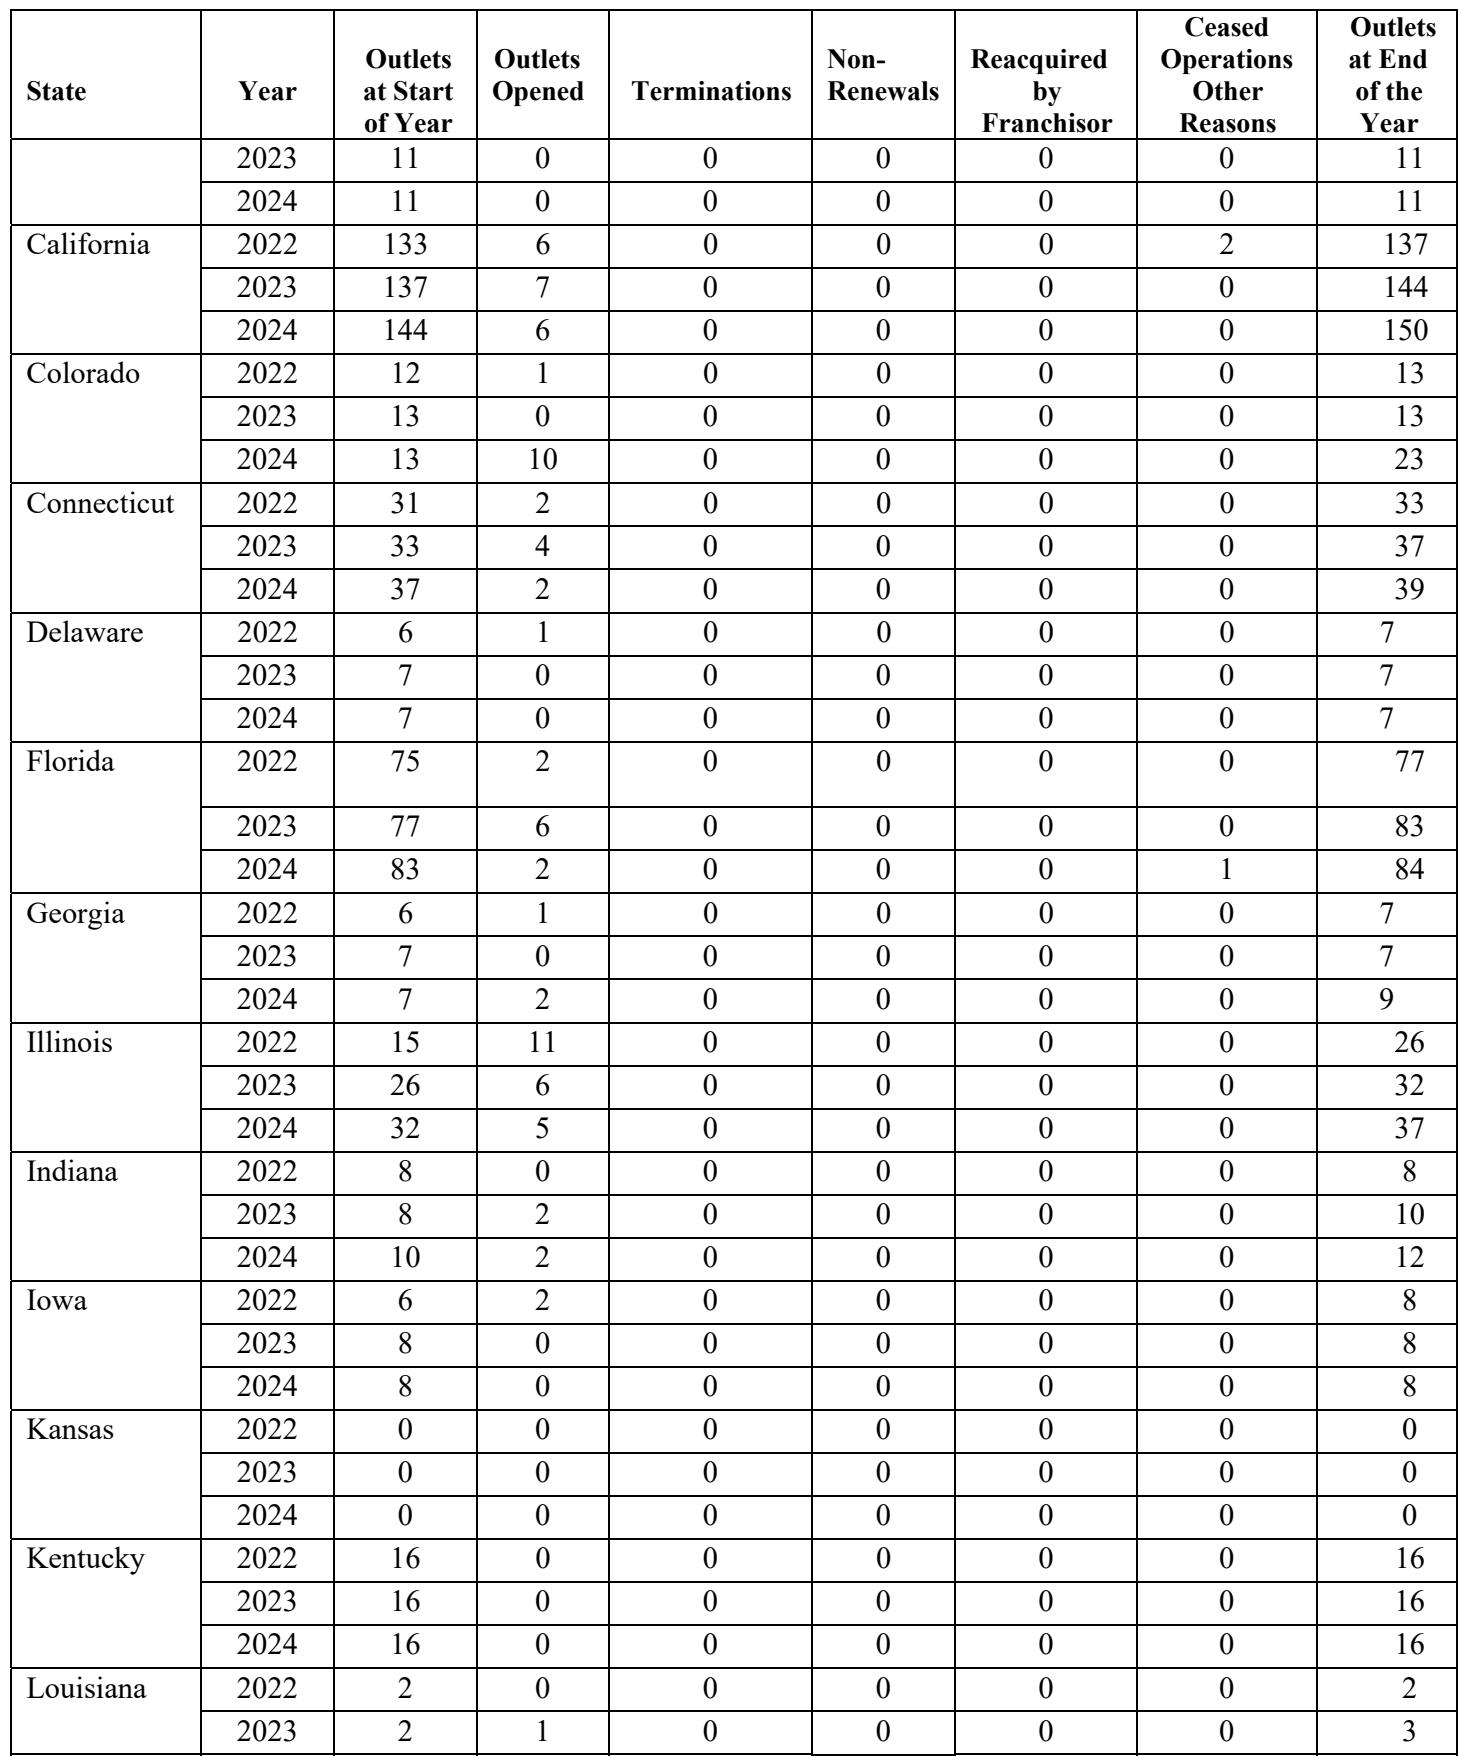 State Year Outlets at Start of Year Outlets Opened Terminations Non-Renewals Reacquired by Franchisor Ceased Operations Other Reasons Outlets at End of the Year
2023 11 0 0 0 0 0 11
2024 11 0 0 0 0 0 11
California 2022 133 6 0 0 0 2 137
2023 137 7 0 0 0 0 144
2024 144 6 0 0 0 0 150
Colorado 2022 12 1 0 0 0 0 13
2023 13 0 0 0 0 0 13
2024 13 10 0 0 0 0 23
Connecticut 2022 31 2 0 0 0 0 33
2023 33 4 0 0 0 0 37
2024 37 2 0 0 0 0 39
Delaware 2022 6 1 0 0 0 0 7
2023 7 0 0 0 0 0 7
2024 7 0 0 0 0 0 7
Florida 2022 75 2 0 0 0 0 77
2023 77 6 0 0 0 0 83
2024 83 2 0 0 0 1 84
Georgia 2022 6 1 0 0 0 0 7
2023 7 0 0 0 0 0 7
2024 7 2 0 0 0 0 9
Illinois 2022 15 11 0 0 0 0 26
2023 26 6 0 0 0 0 32
2024 32 5 0 0 0 0 37
Indiana 2022 8 0 0 0 0 0 8
2023 8 2 0 0 0 0 10
2024 10 2 0 0 0 0 12
Iowa 2022 6 2 0 0 0 0 8
2023 8 0 0 0 0 0 8
2024 8 0 0 0 0 0 8
Kansas 2022 0 0 0 0 0 0 0
2023 0 0 0 0 0 0 0
2024 0 0 0 0 0 0 0
Kentucky 2022 16 0 0 0 0 0 16
2023 16 0 0 0 0 0 16
2024 16 0 0 0 0 0 16
Louisiana 2022 2 0 0 0 0 0 2
2023 2 1 0 0 0 0 3